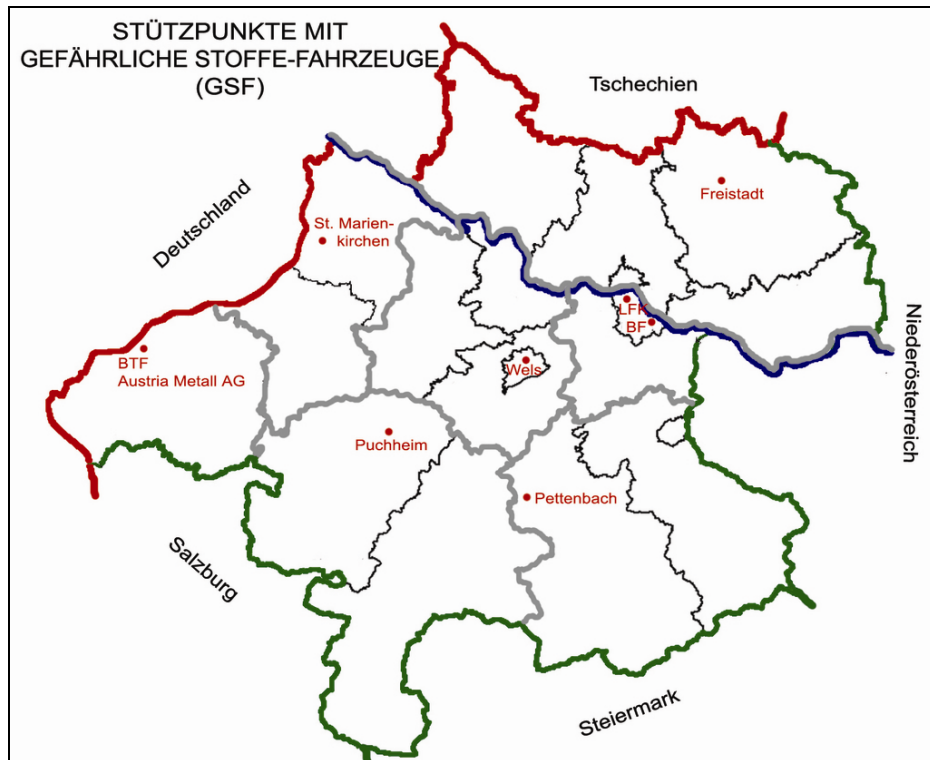 STÜTZPUNKTE MIT
GEFÄHRLICHE STOFFE-FAHRZEUGE
(GSF)
Tschechien
Deutschland
Freistadt
St. Marien-
kirchen
LFK
BF
Niederösterreich
BTF
Austria Metall AG
Wels
Puchheim
Pettenbach
Salzburg
Steiermark